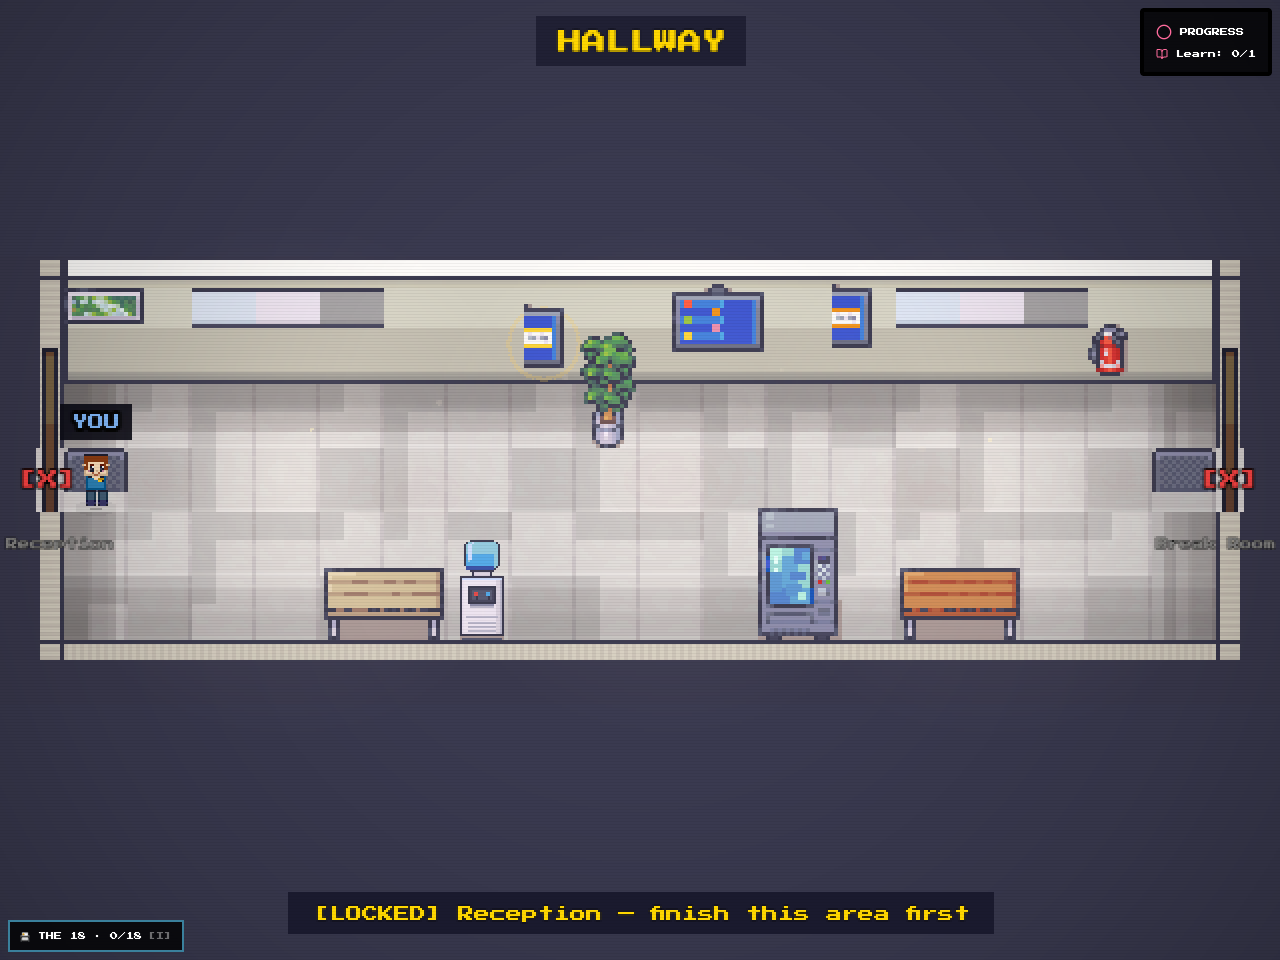 HALLWAY
PROGRESS
Learn: 0/1
YOU
[X]
[X]
Reception
Break Room
[LOCKED] Reception — finish this area first
THE 18 · 0/18 [I]